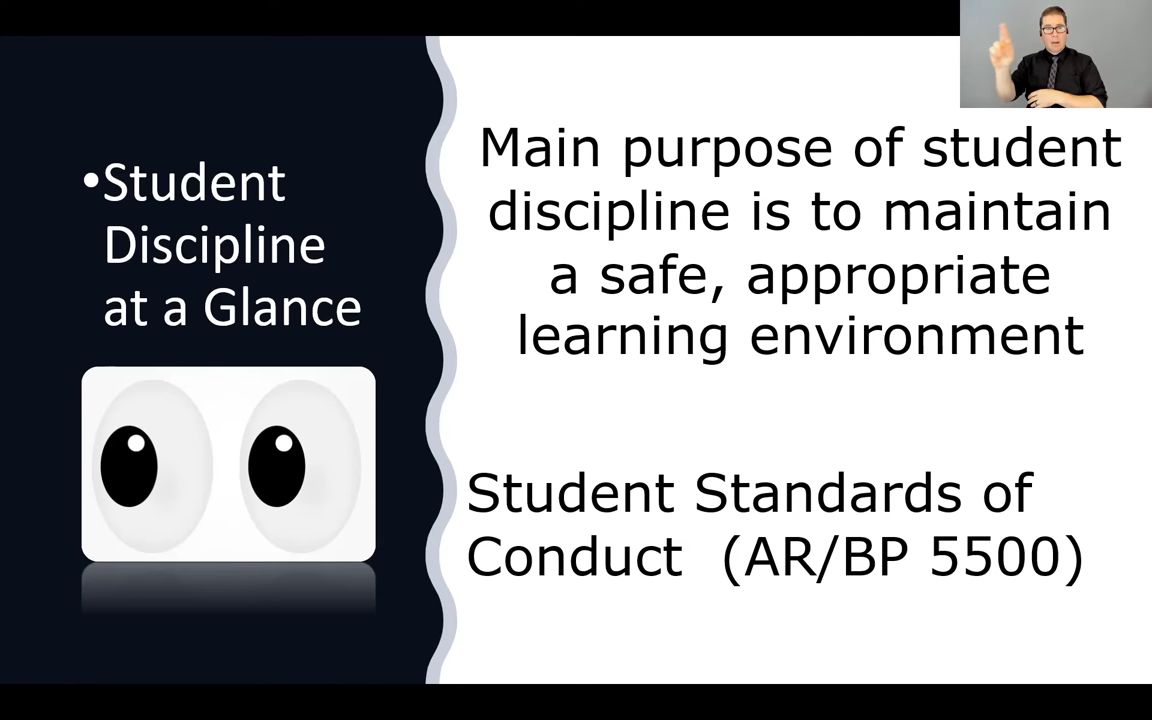 •Student
Discipline
at a Glance
Main purpose of student
discipline is to maintain
a safe, appropriate
learning environment
Student Standards of
Conduct (AR/BP 5500)